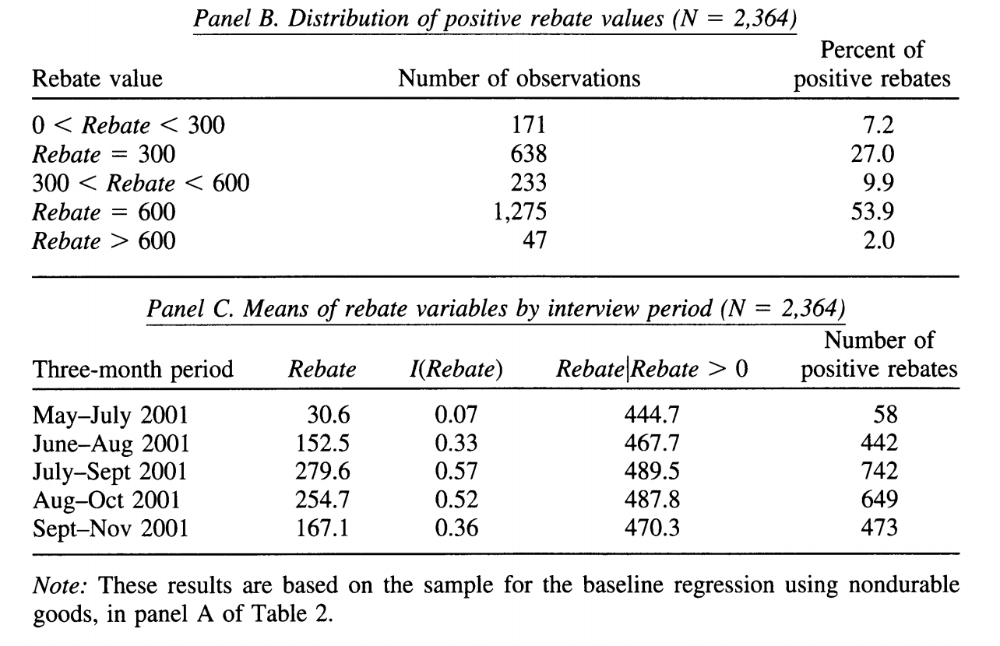 Panel B. Distribution of positive rebate values (N = 2,364)
Rebate value Number of observations Percent of positive rebates
0 < Rebate < 300 171 7.2
Rebate = 300 638 27.0
300 < Rebate < 600 233 9.9
Rebate = 600 1,275 53.9
Rebate > 600 47 2.0
Panel C. Means of rebate variables by interview period (N = 2,364)
Three-month period Rebate I(Rebate) Rebate|Rebate > 0 Number of positive rebates
May–July 2001 30.6 0.07 444.7 58
June–Aug 2001 152.5 0.33 467.7 442
July–Sept 2001 279.6 0.57 489.5 742
Aug–Oct 2001 254.7 0.52 487.8 649
Sept–Nov 2001 167.1 0.36 470.3 473
Note: These results are based on the sample for the baseline regression using nondurable
goods, in panel A of Table 2.